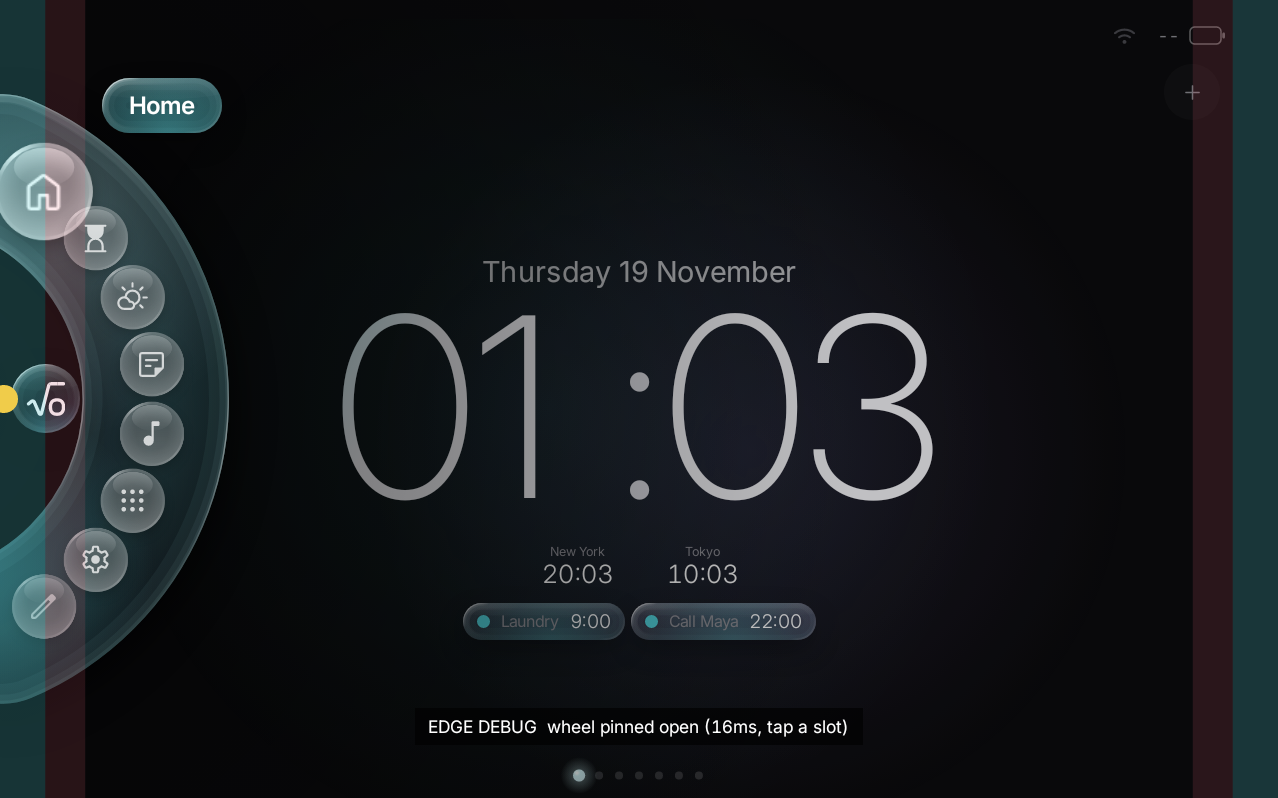 --
Home
Thursday 19 November
01:03
New York Tokyo
20:03 10:03
Laundry 9:00 Call Maya 22:00
EDGE DEBUG wheel pinned open (16ms, tap a slot)